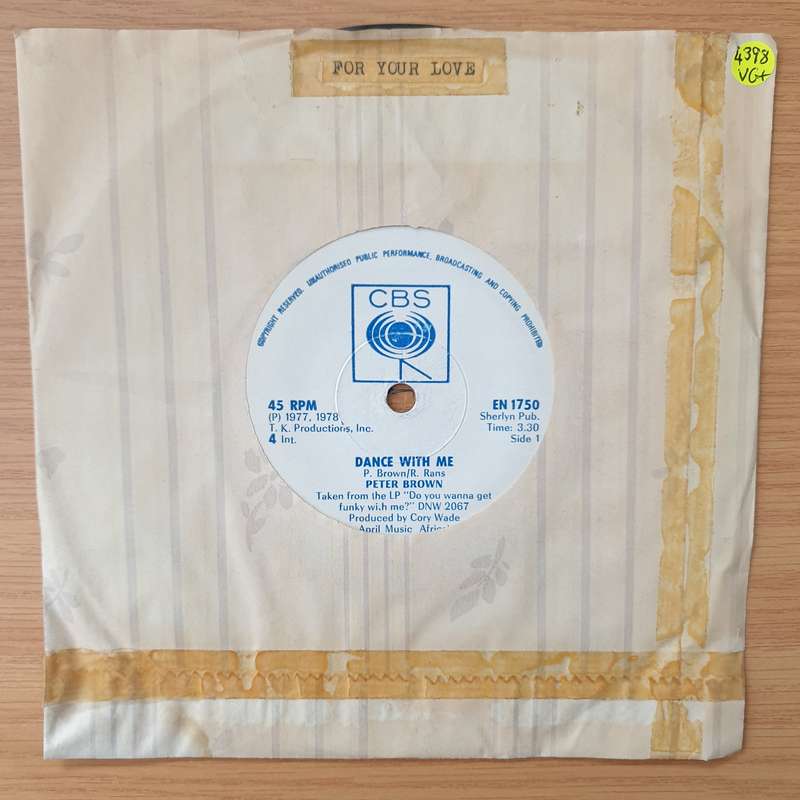 FOR YOUR LOVE
4398
VG+
COPYRIGHT RESERVED. UNAUTHORISED PUBLIC PERFORMANCE, BROADCASTING AND COPYING PROHIBITED
CBS
45 RPM
(P) 1977, 1978
T. K. Productions, Inc.
4 Int.
EN 1750
Sherlyn Pub.
Time: 3.30
Side 1
DANCE WITH ME
P. Brown/R. Rans
PETER BROWN
Taken from the LP "Do you wanna get
funky with me?" DNW 2067
Produced by Cory Wade
April Music